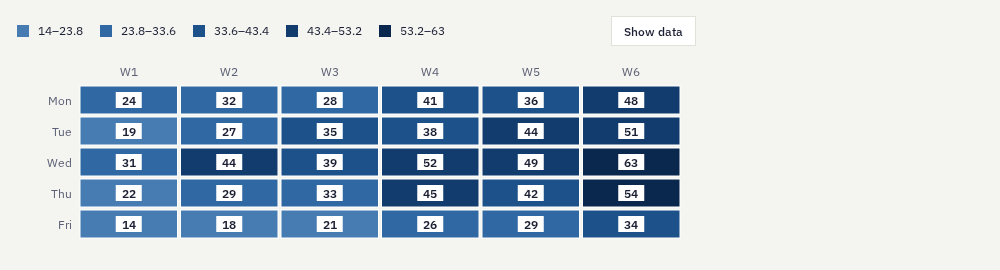 14–23.8 23.8–33.6 33.6–43.4 43.4–53.2 53.2–63 Show data
W1 W2 W3 W4 W5 W6
Mon 24 32 28 41 36 48
Tue 19 27 35 38 44 51
Wed 31 44 39 52 49 63
Thu 22 29 33 45 42 54
Fri 14 18 21 26 29 34